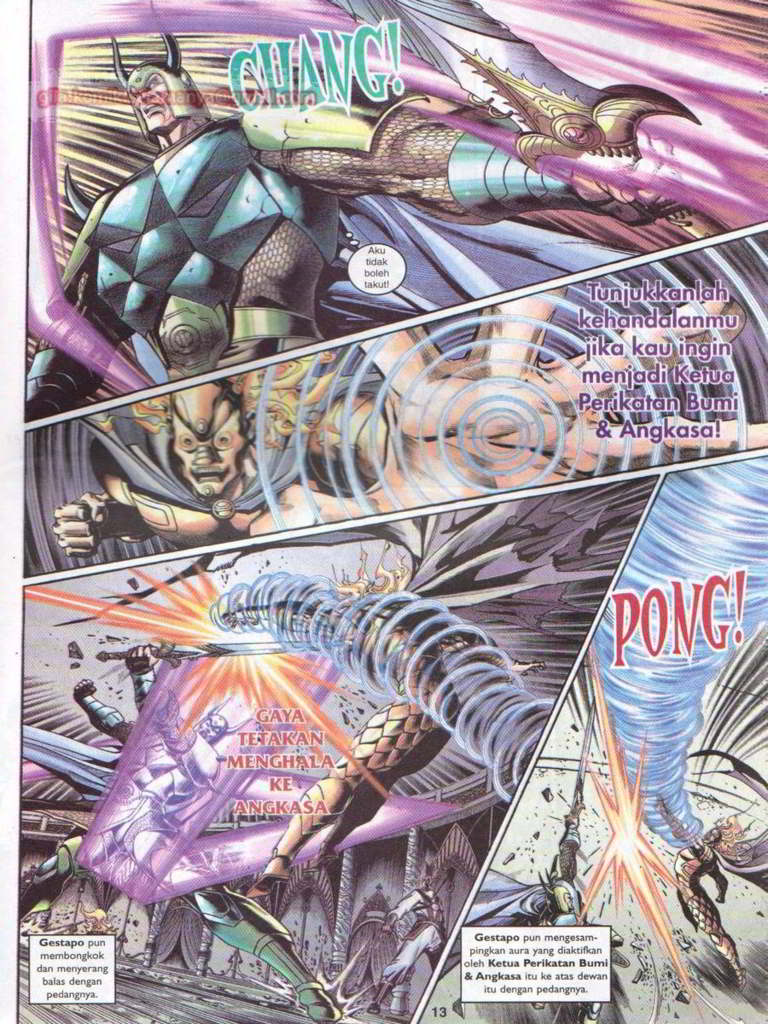 CHANG!
Aku
tidak
boleh
takut!
Tunjukkanlah
kehandalanmu
jika kau ingin
menjadi Ketua
Perikatan Bumi
& Angkasa!
PONG!
GAYA
TETAKAN
MENGHALA
KE
ANGKASA
Gestapo pun
membongkok
dan menyerang
balas dengan
pedangnya.
Gestapo pun mengesam-
pingkan aura yang diaktifkan
oleh Ketua Perikatan Bumi
& Angkasa itu ke atas dewan
itu dengan pedangnya.
13